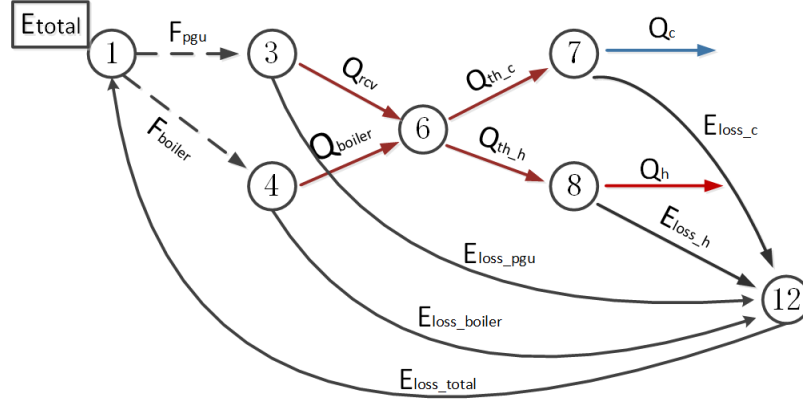 Etotal
1
Fpgu
3
Qrcv
Fboiler
4
Qboiler
6
Qth_c
7
Qc
Qth_h
8
Qh
Eloss_c
Eloss_h
Eloss_pgu
12
Eloss_boiler
Eloss_total